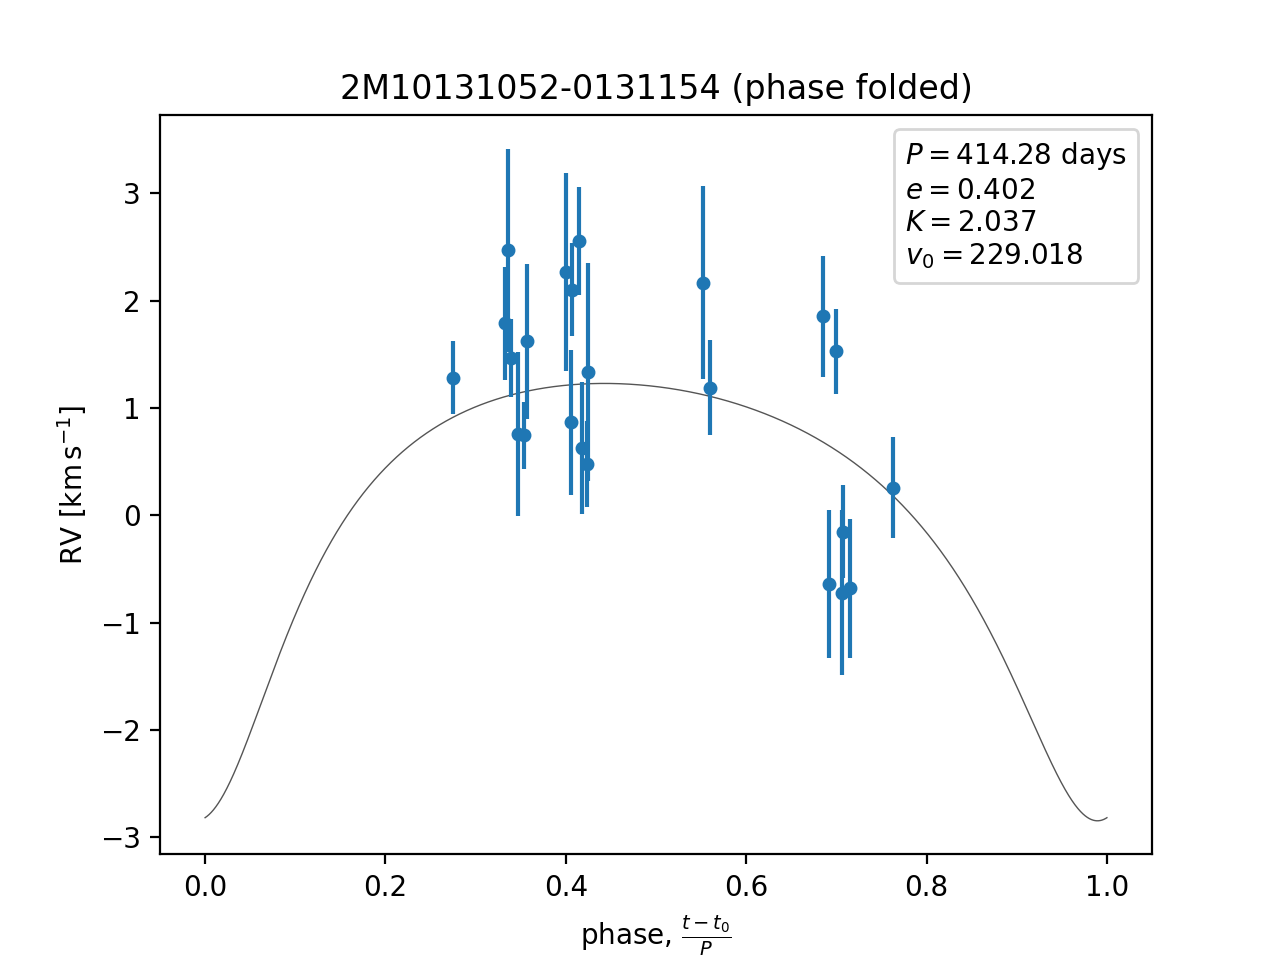 2M10131052-0131154 (phase folded)
P = 414.28 days
e = 0.402
K = 2.037
v₀ = 229.018
3
2
1
0
−1
−2
−3
RV [km s⁻¹]
0.0 0.2 0.4 0.6 0.8 1.0
phase, (t − t₀)/P